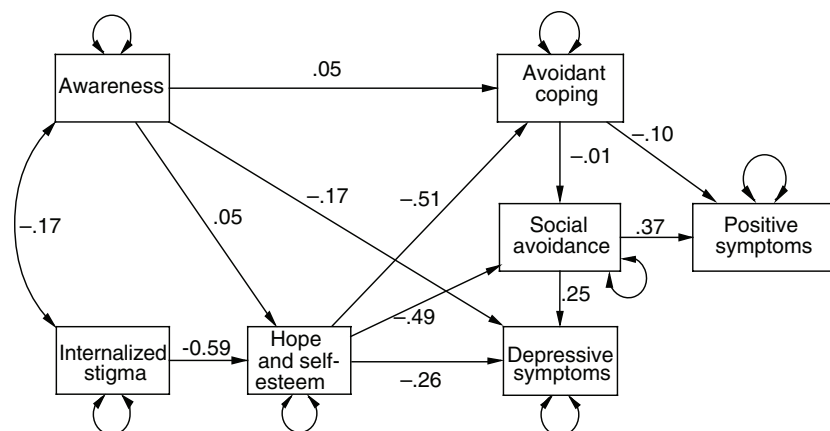 Awareness
.05
Avoidant
coping
–.10
–.01
–.17
–.51
.05
–.17
Social
avoidance
.37
Positive
symptoms
.25
–.49
Internalized
stigma
-0.59
Hope
and self-
esteem
–.26
Depressive
symptoms